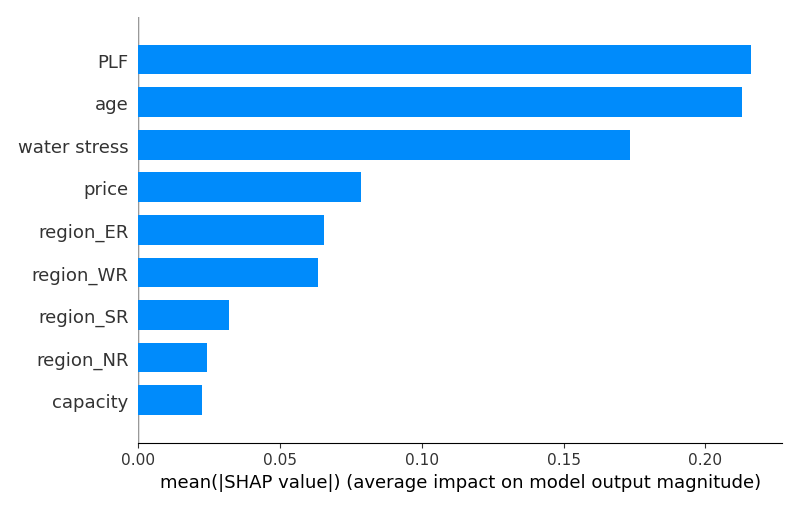 PLF
age
water stress
price
region_ER
region_WR
region_SR
region_NR
capacity
0.00 0.05 0.10 0.15 0.20
mean(|SHAP value|) (average impact on model output magnitude)